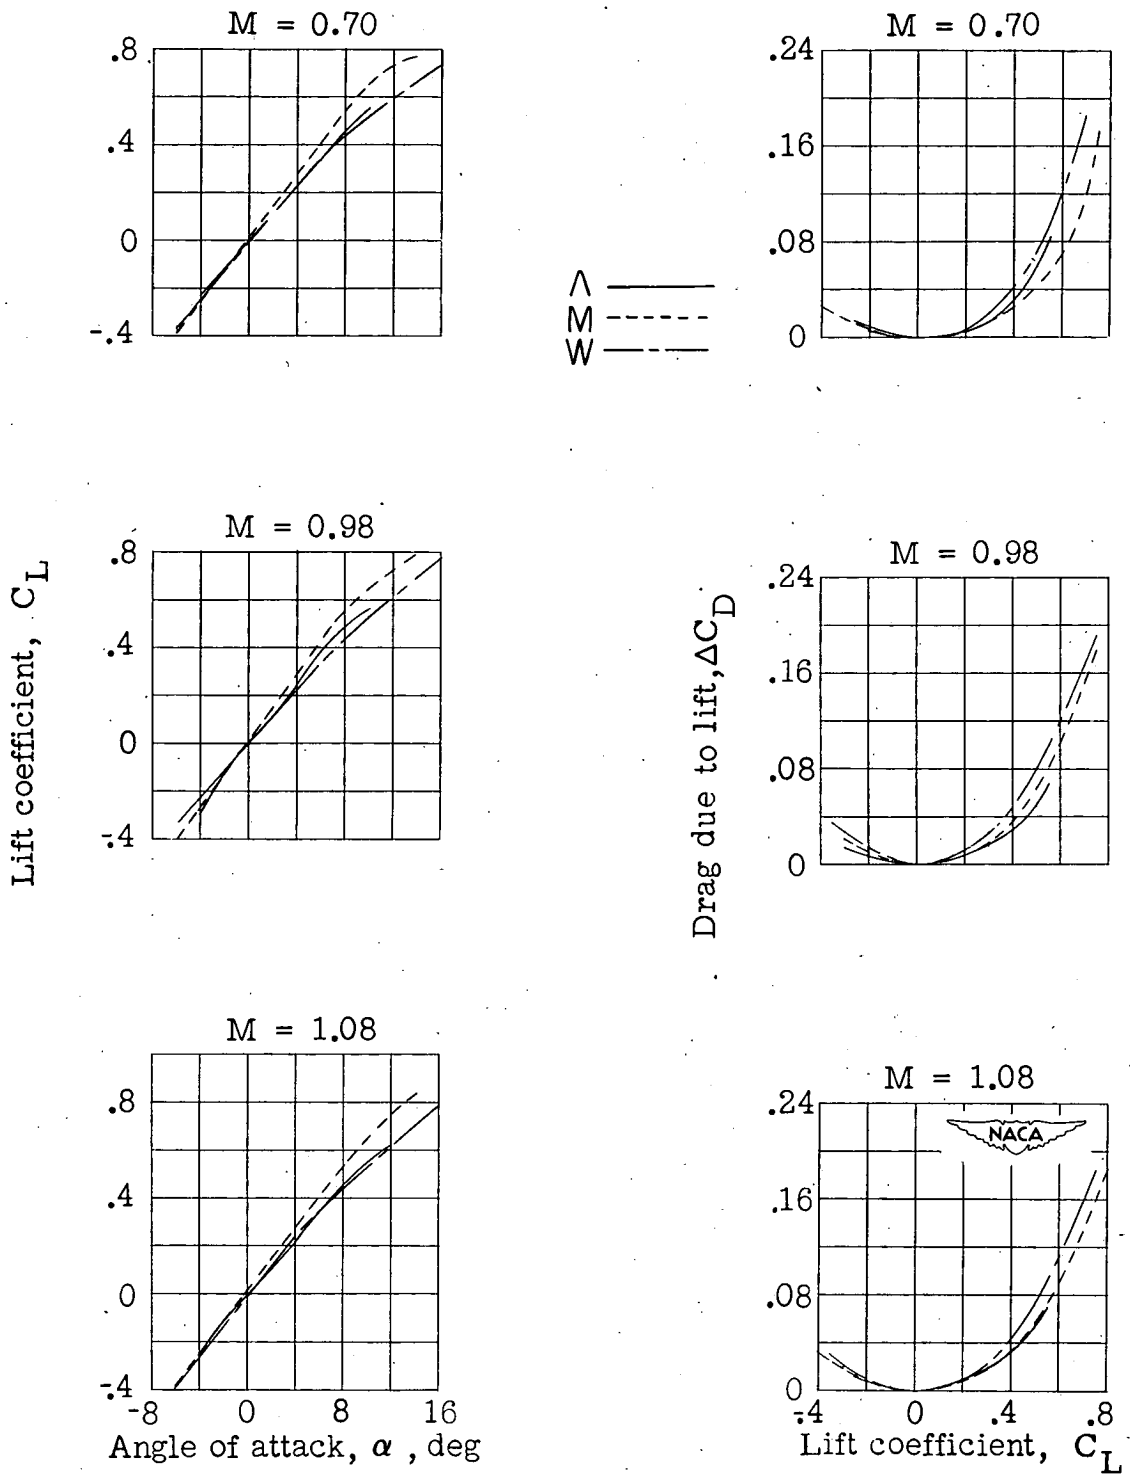 M = 0.70
.8
.4
0
-.4
M = 0.70
.24
.16
.08
0
Λ
M
W
M = 0.98
.8
.4
0
-.4
Lift coefficient, C_L
M = 0.98
.24
.16
.08
0
Drag due to lift, ΔC_D
M = 1.08
.8
.4
0
-.4
-8 0 8 16
Angle of attack, α , deg
M = 1.08
.24
.16
.08
0
NACA
-.4 0 .4 .8
Lift coefficient, C_L